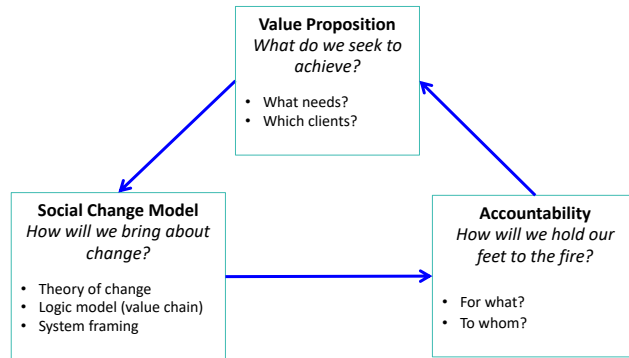 Value Proposition
What do we seek to
achieve?
• What needs?
• Which clients?
Social Change Model
How will we bring about
change?
• Theory of change
• Logic model (value chain)
• System framing
Accountability
How will we hold our
feet to the fire?
• For what?
• To whom?